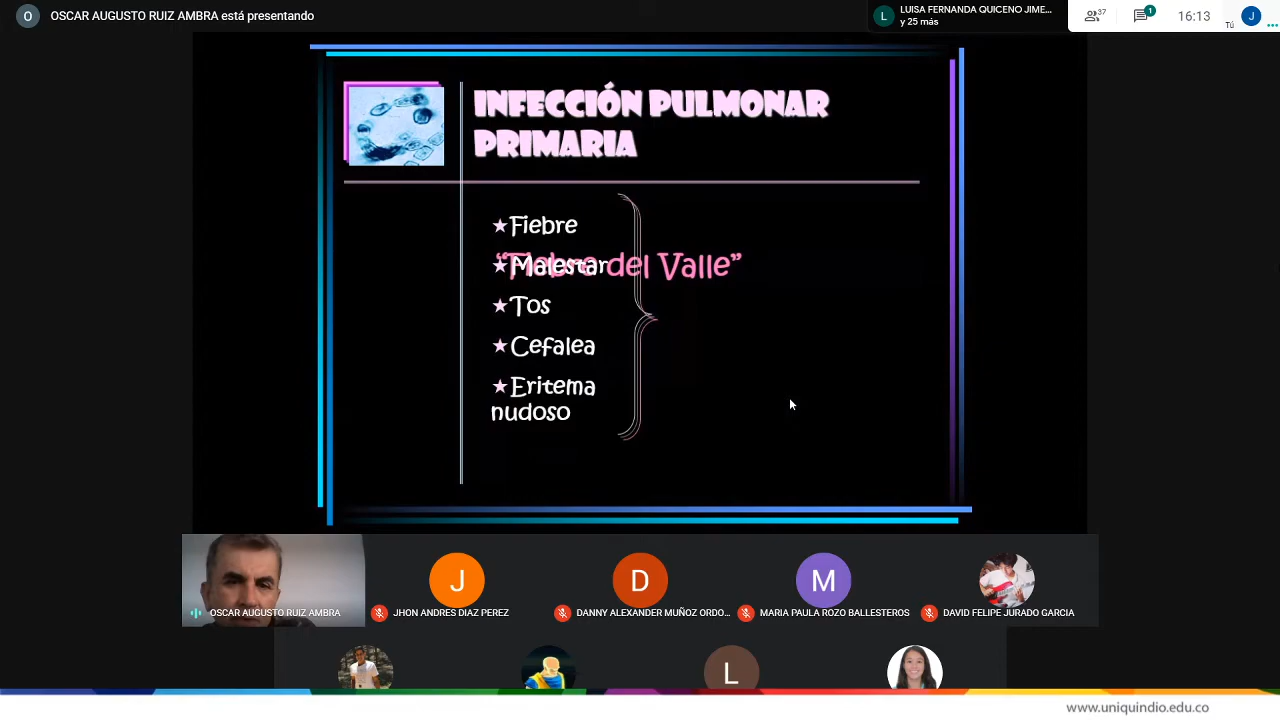 O
OSCAR AUGUSTO RUIZ AMBRA está presentando
L
LUISA FERNANDA QUICENO JIME...
y 25 más
37
1
16:13
Tú
J
INFECCIÓN PULMONAR
PRIMARIA
★Fiebre
★Malestar
"Fiebre del Valle"
★Tos
★Cefalea
★Eritema
nudoso
J
D
M
OSCAR AUGUSTO RUIZ AMBRA
JHON ANDRES DIAZ PEREZ
DANNY ALEXANDER MUÑOZ ORDO...
MARIA PAULA ROZO BALLESTEROS
DAVID FELIPE JURADO GARCIA
L
www.uniquindio.edu.co